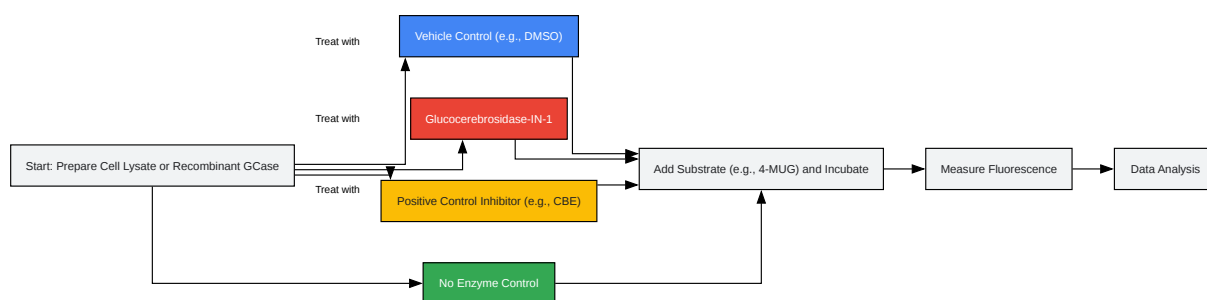 Treat with
Vehicle Control (e.g., DMSO)
Treat with
Glucocerebrosidase-IN-1
Start: Prepare Cell Lysate or Recombinant GCase
Treat with
Positive Control Inhibitor (e.g., CBE)
No Enzyme Control
Add Substrate (e.g., 4-MUG) and Incubate
Measure Fluorescence
Data Analysis